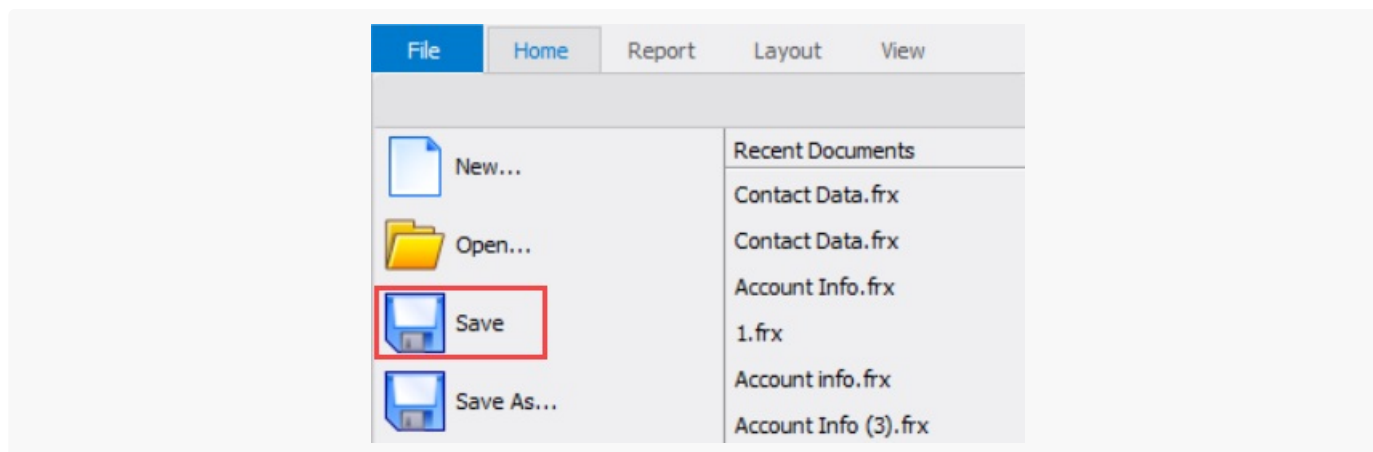 File Home Report Layout View
New...
Open...
Save
Save As...
Recent Documents
Contact Data.frx
Contact Data.frx
Account Info.frx
1.frx
Account info.frx
Account Info (3).frx